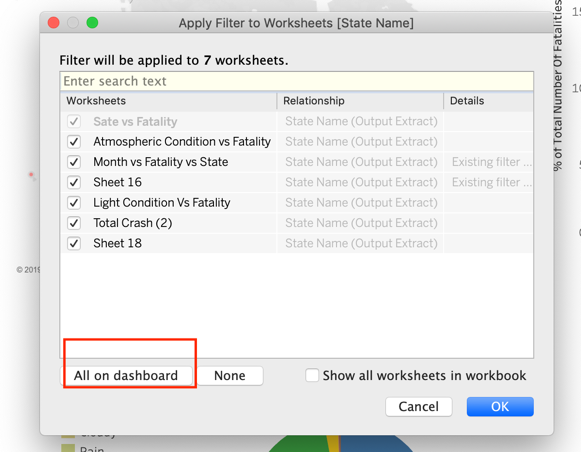 Apply Filter to Worksheets [State Name]
Filter will be applied to 7 worksheets.
Enter search text
Worksheets Relationship Details
Sate vs Fatality State Name (Output Extract)
Atmospheric Condition vs Fatality State Name (Output Extract)
Month vs Fatality vs State State Name (Output Extract) Existing filter ...
Sheet 16 State Name (Output Extract) Existing filter ...
Light Condition Vs Fatality State Name (Output Extract)
Total Crash (2) State Name (Output Extract)
Sheet 18 State Name (Output Extract)
All on dashboard None Show all worksheets in workbook
Cancel OK
© 2019
% of Total Number Of Fatalities
Cloudy
Rain